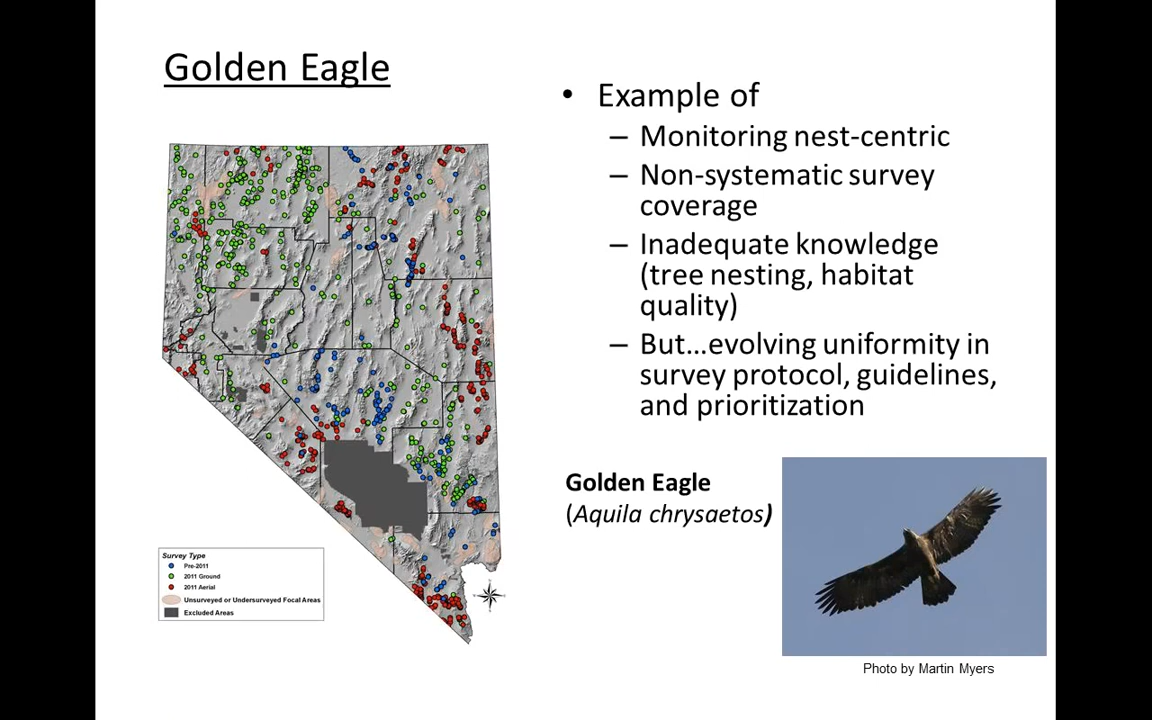 Golden Eagle
• Example of
– Monitoring nest-centric
– Non-systematic survey
coverage
– Inadequate knowledge
(tree nesting, habitat
quality)
– But...evolving uniformity in
survey protocol, guidelines,
and prioritization
Golden Eagle
(Aquila chrysaetos)
Photo by Martin Myers
Survey Type
Pre-2011
2011 Ground
2011 Aerial
Unsurveyed or Undersurveyed Focal Areas
Excluded Areas